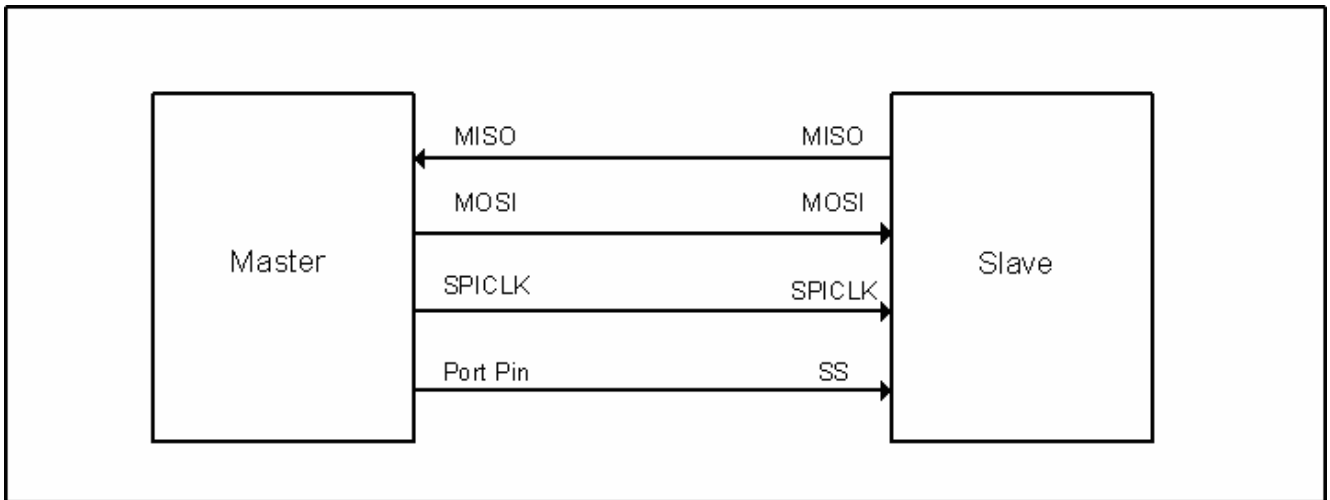 MISO MISO
MOSI MOSI
Master Slave
SPICLK SPICLK
Port Pin SS